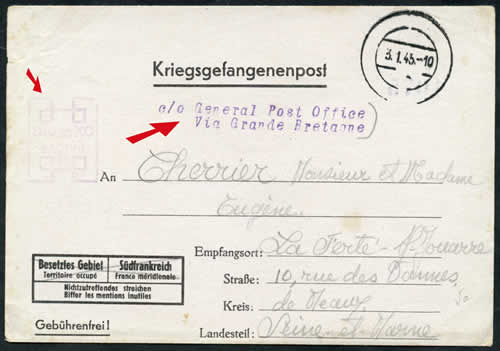 3.1.45.-10
Kriegsgefangenenpost
c/o General Post Office
Via Grande Bretagne
An Cherrier Monsieur et Madame
Eugène.
Empfangsort: La Ferté-s/Jouarre
Straße: 10, rue des
Kreis: de Meaux
Landesteil: Seine-et-Marne
Besetztes Gebiet Südfrankreich
Territoire occupé France méridionale
Nichtzutreffendes streichen
Biffer les mentions inutiles
Gebührenfrei!